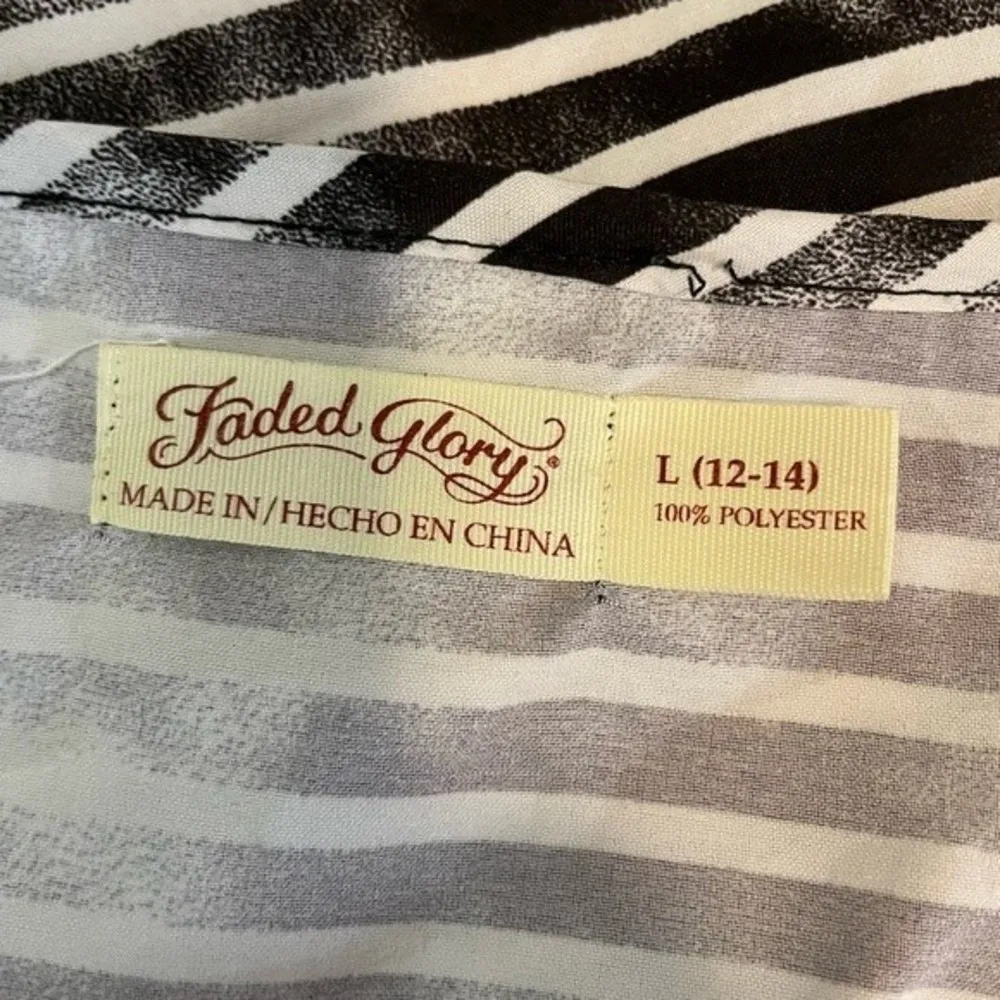 Faded Glory®
MADE IN/HECHO EN CHINA
L (12-14)
100% POLYESTER